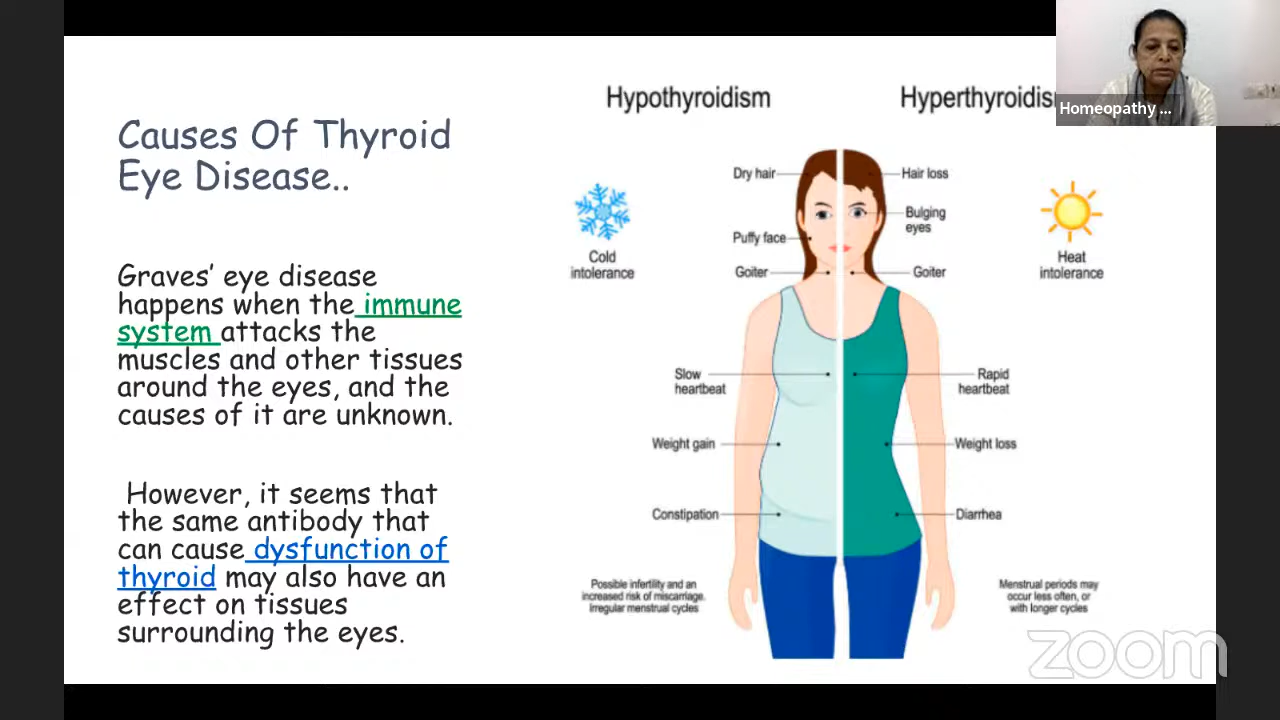 Causes Of Thyroid
Eye Disease..
Graves’ eye disease
happens when the immune
system attacks the
muscles and other tissues
around the eyes, and the
causes of it are unknown.
However, it seems that
the same antibody that
can cause dysfunction of
thyroid may also have an
effect on tissues
surrounding the eyes.
Hypothyroidism
Hyperthyroidis
Homeopathy ...
Dry hair
Hair loss
Bulging
eyes
Puffy face
Cold
intolerance
Goiter
Goiter
Heat
intolerance
Slow
heartbeat
Rapid
heartbeat
Weight gain
Weight loss
Constipation
Diarrhea
Possible infertility and an
increased risk of miscarriage.
Irregular menstrual cycles
Menstrual periods may
occur less often, or
with longer cycles
zoom